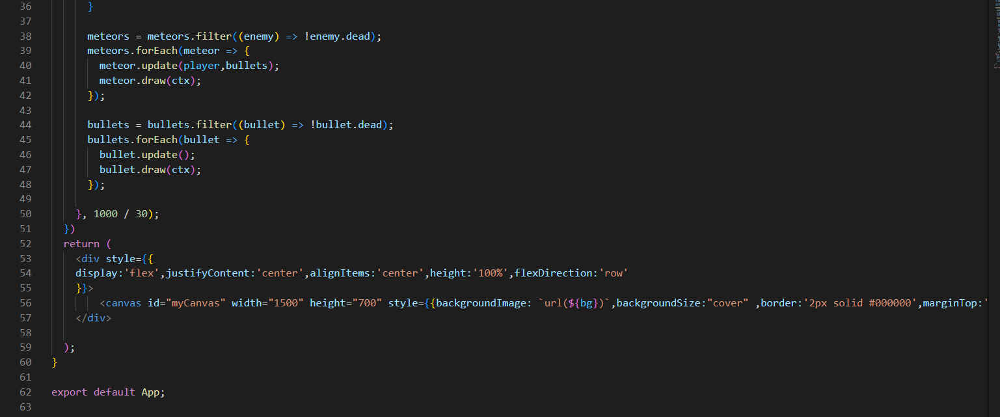 36 }
37
38 meteors = meteors.filter((enemy) => !enemy.dead);
39 meteors.forEach(meteor => {
40 meteor.update(player,bullets);
41 meteor.draw(ctx);
42 });
43
44 bullets = bullets.filter((bullet) => !bullet.dead);
45 bullets.forEach(bullet => {
46 bullet.update();
47 bullet.draw(ctx);
48 });
49
50 }, 1000 / 30);
51 })
52 return (
53 <div style={{
54 display:'flex',justifyContent:'center',alignItems:'center',height:'100%',flexDirection:'row'
55 }}>
56 <canvas id="myCanvas" width="1500" height="700" style={{backgroundImage: `url(${bg})`,backgroundSize:"cover" ,border:'2px solid #000000',marginTop:'
57 </div>
58
59 );
60 }
61
62 export default App;
63